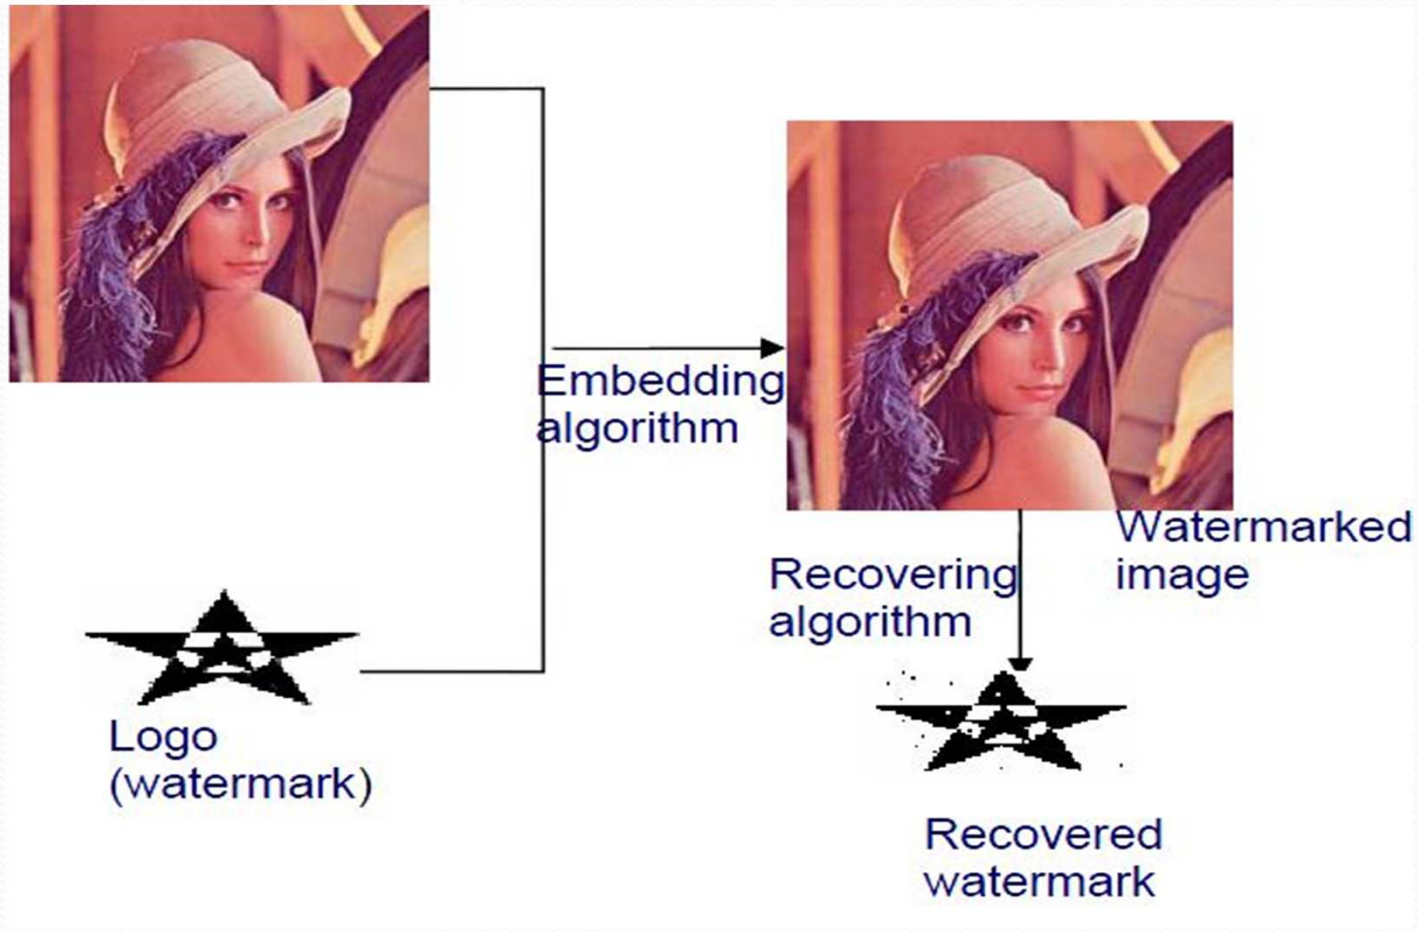 Embedding
algorithm
Watermarked
image
Recovering
algorithm
Logo
(watermark)
Recovered
watermark